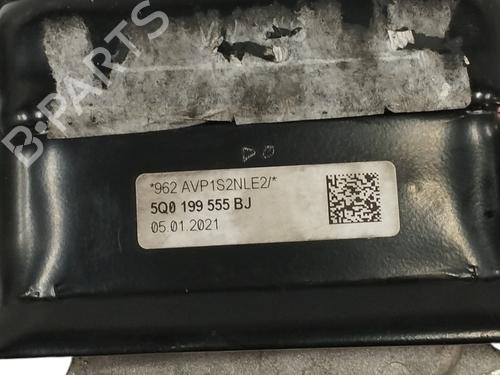 B-PARTS
*962 AVP1S2NLE2/*
5Q0 199 555 BJ
05.01.2021